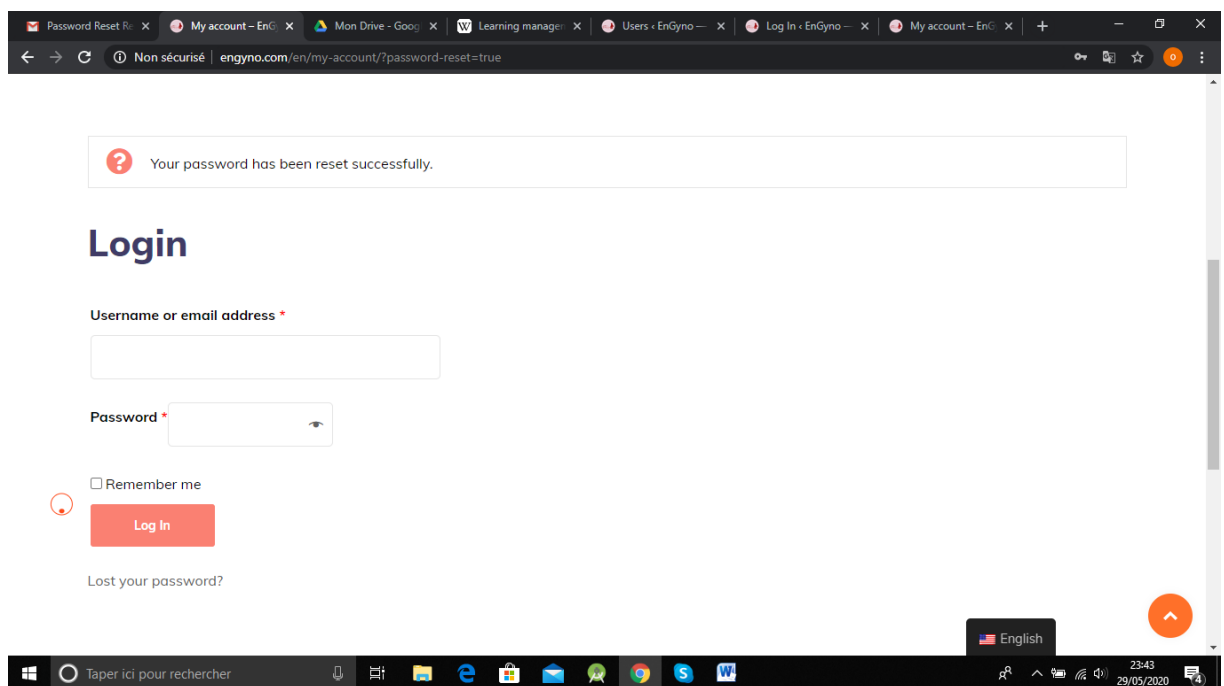 Password Reset Re
My account – EnG
Mon Drive - Goog
W Learning managen
Users ‹ EnGyno —
Log In ‹ EnGyno —
My account – EnG
Non sécurisé | engyno.com/en/my-account/?password-reset=true
o
? Your password has been reset successfully.
Login
Username or email address *
Password *
Remember me
Log In
Lost your password?
English
Taper ici pour rechercher
23:43
29/05/2020
4